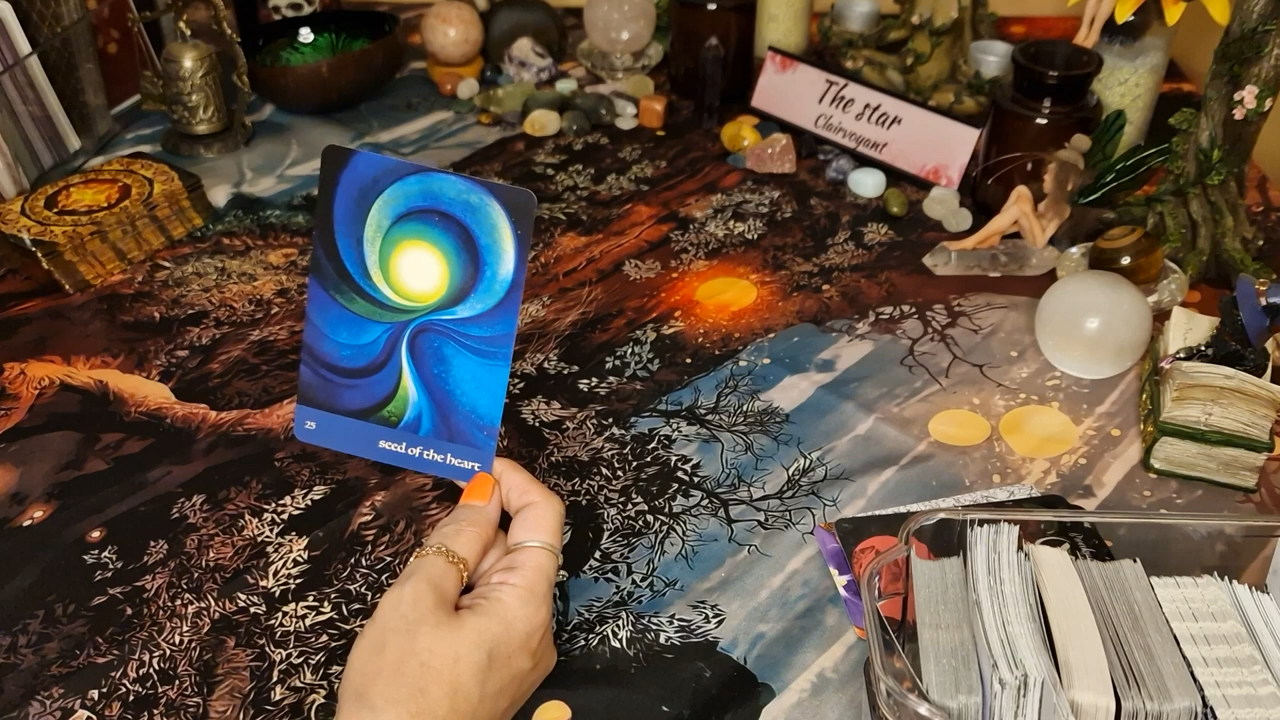 The star
Clairvoyant
25
seed of the heart